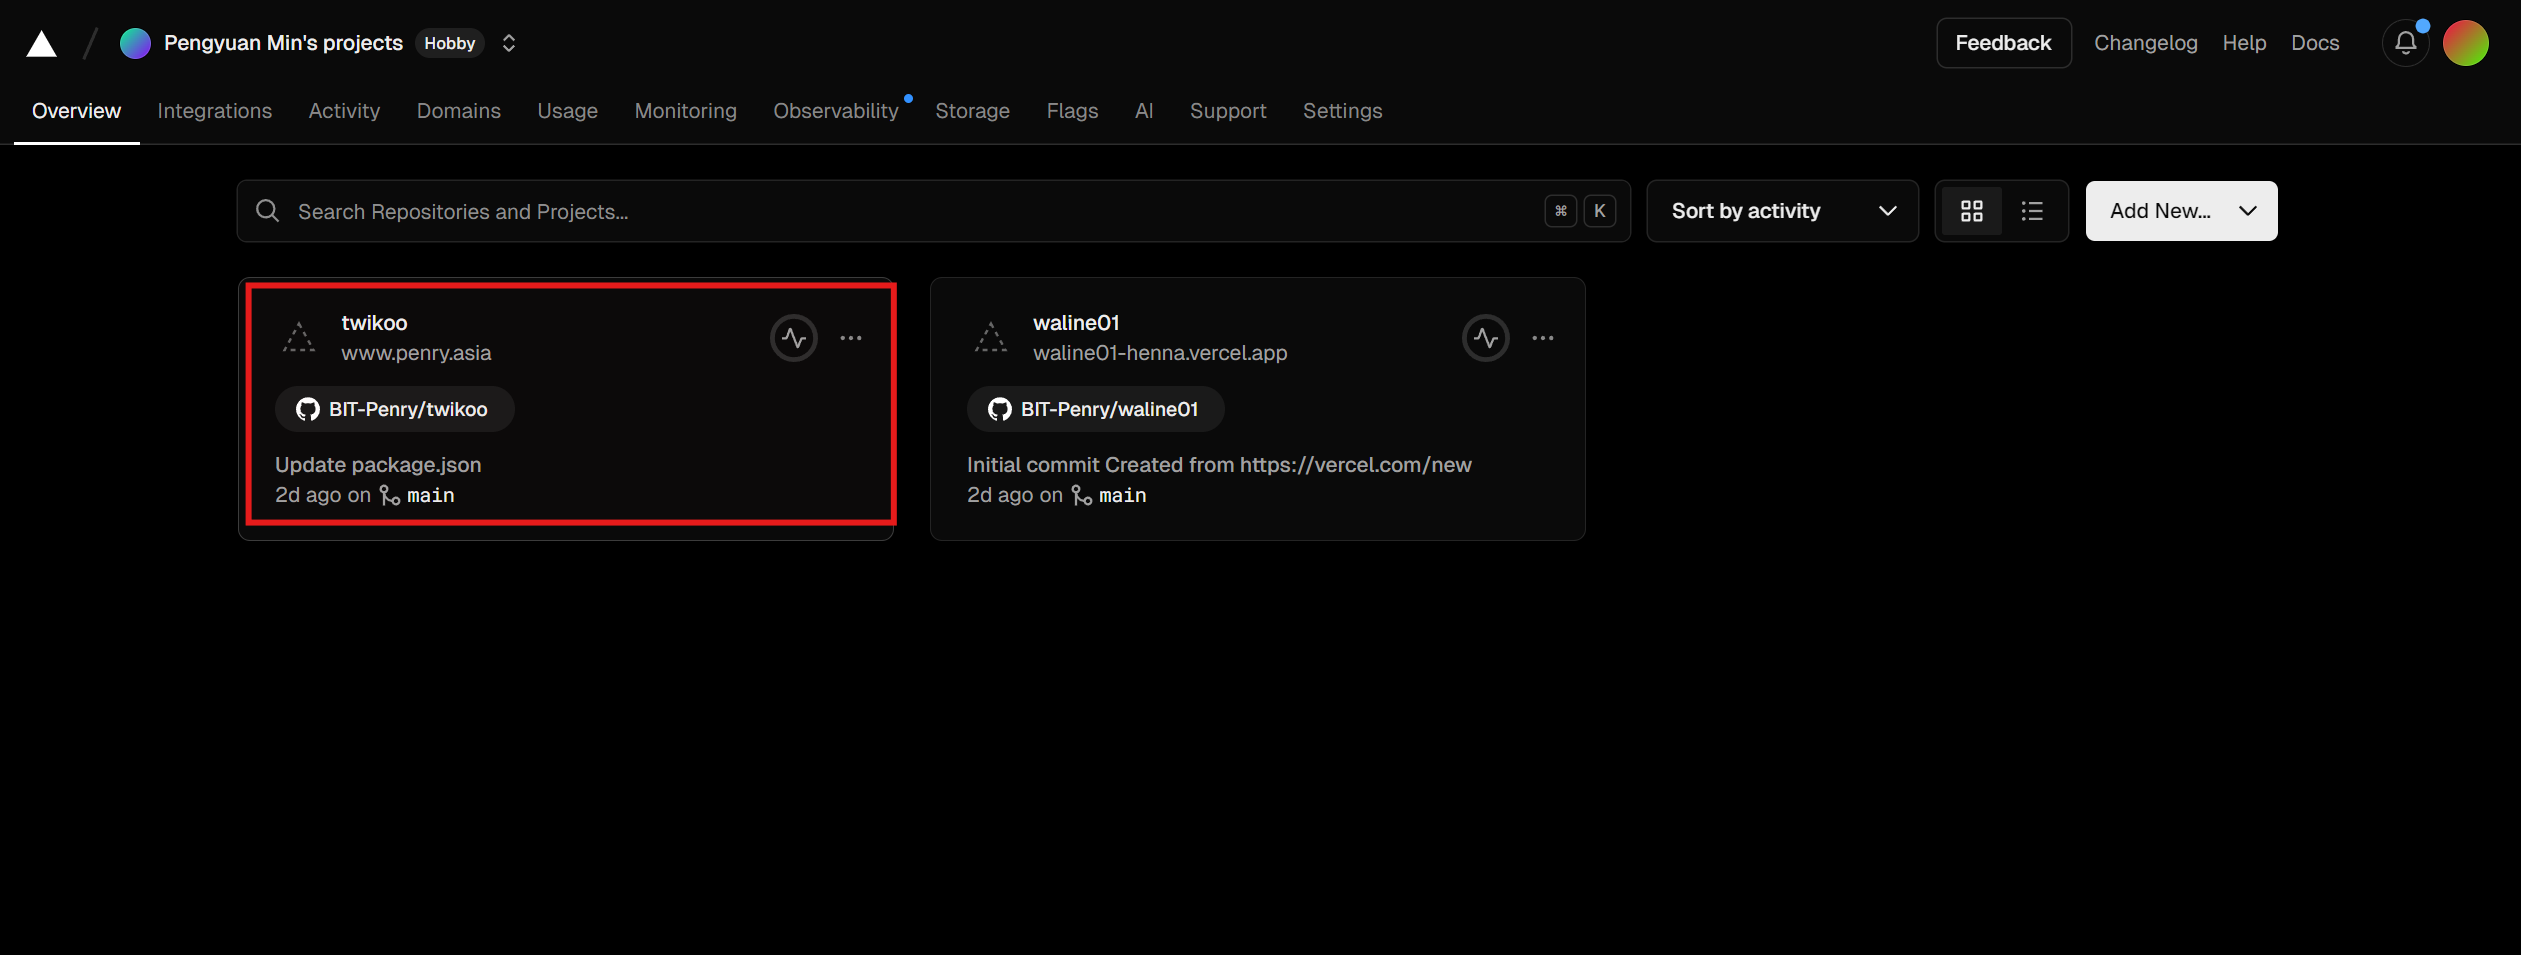 Pengyuan Min's projects Hobby
Feedback Changelog Help Docs
Overview Integrations Activity Domains Usage Monitoring Observability Storage Flags AI Support Settings
Search Repositories and Projects... ⌘ K
Sort by activity
Add New...
twikoo
www.penry.asia
BIT-Penry/twikoo
Update package.json
2d ago on main
waline01
waline01-henna.vercel.app
BIT-Penry/waline01
Initial commit Created from https://vercel.com/new
2d ago on main